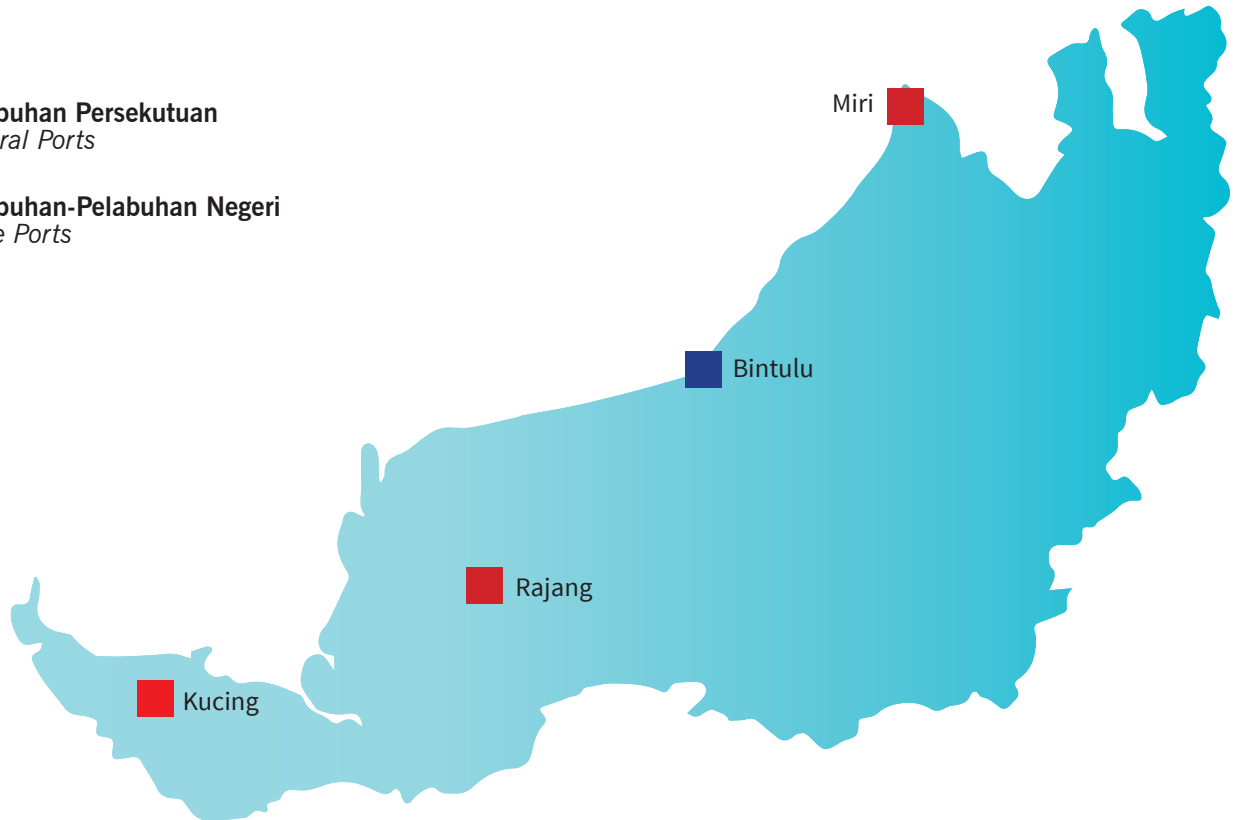 buhan Persekutuan
ral Ports
buhan-Pelabuhan Negeri
e Ports
Miri
Bintulu
Rajang
Kucing